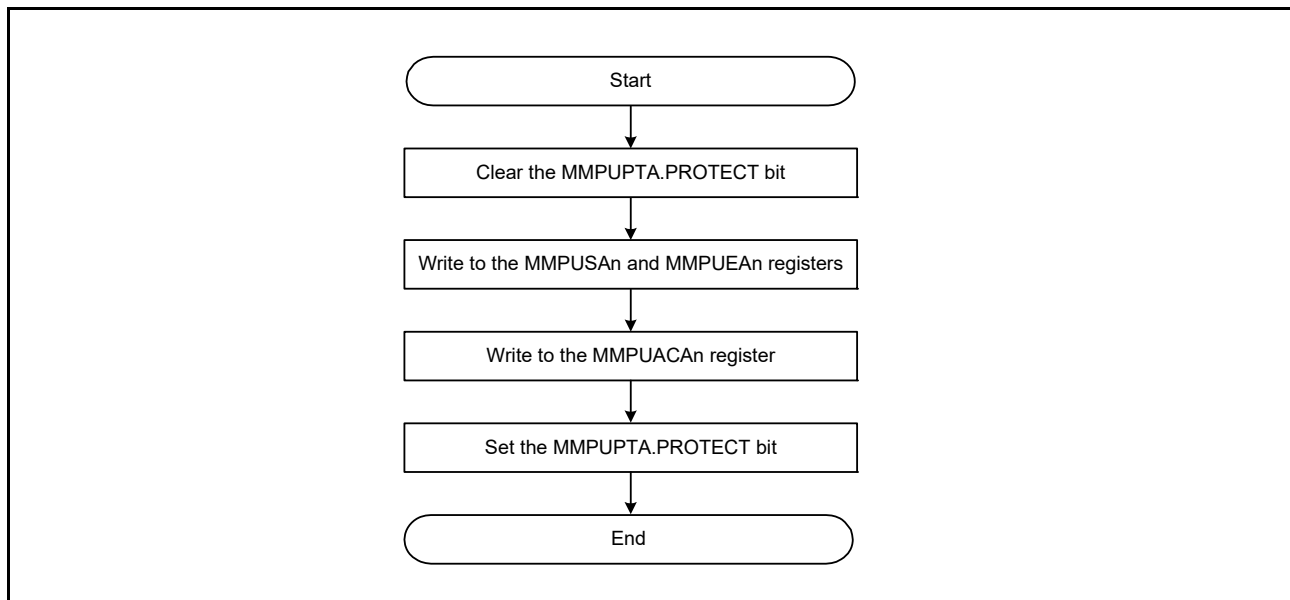 Start
Clear the MMPUPTA.PROTECT bit
Write to the MMPUSAn and MMPUEAn registers
Write to the MMPUACAn register
Set the MMPUPTA.PROTECT bit
End